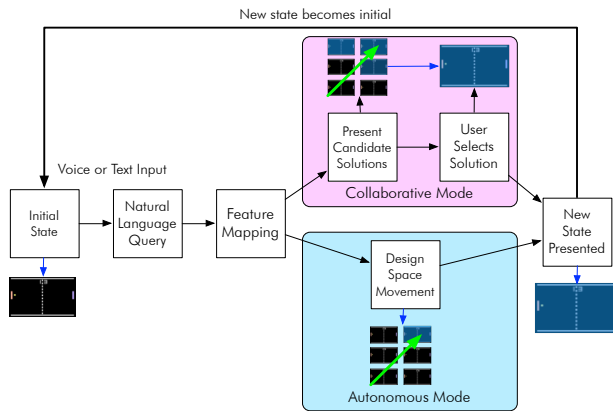 New state becomes initial
Voice or Text Input
Initial
State
Natural
Language
Query
Feature
Mapping
Present
Candidate
Solutions
User
Selects
Solution
Collaborative Mode
Design
Space
Movement
Autonomous Mode
New
State
Presented